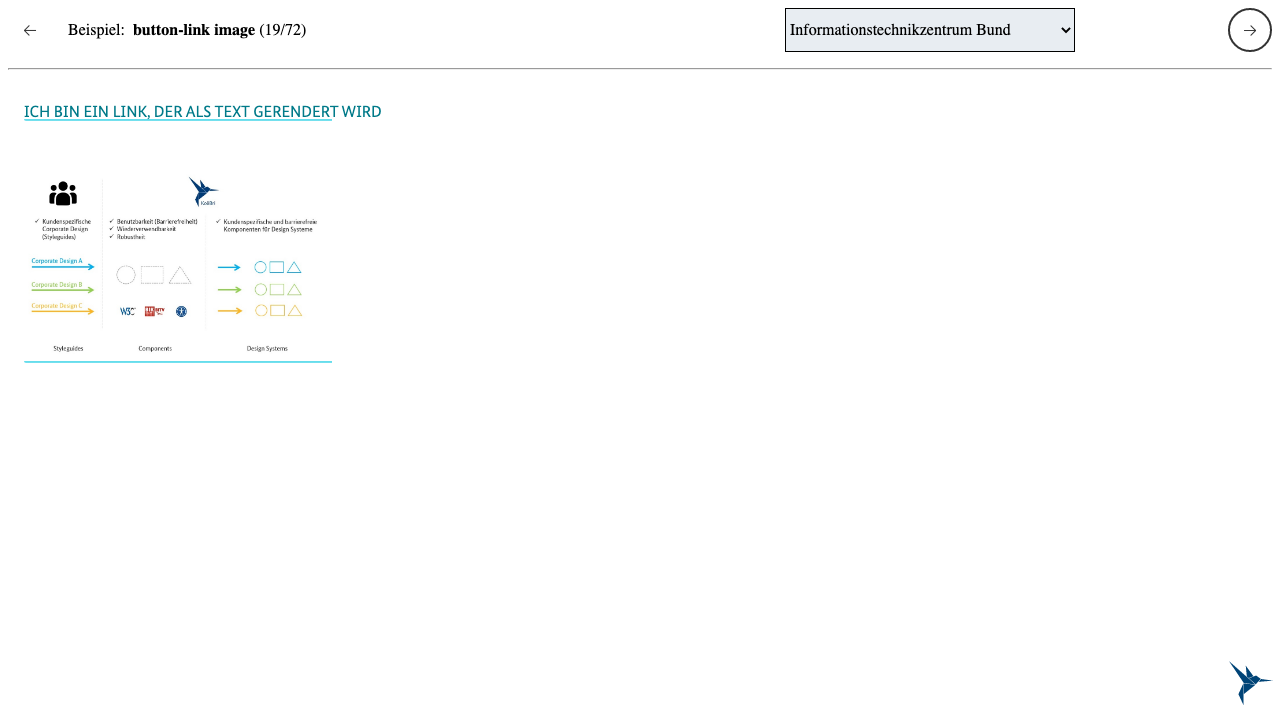 Beispiel: button-link image (19/72)
Informationstechnikzentrum Bund
ICH BIN EIN LINK, DER ALS TEXT GERENDERT WIRD
KoliBri
✓ Kundenspezifische
Corporate Design
(Styleguides)
✓ Benutzbarkeit (Barrierefreiheit)
✓ Wiederverwendbarkeit
✓ Robustheit
✓ Kundenspezifische und barrierefreie
Komponenten für Design Systeme
Corporate Design A
Corporate Design B
Corporate Design C
W3C
Styleguides
Components
Design Systems